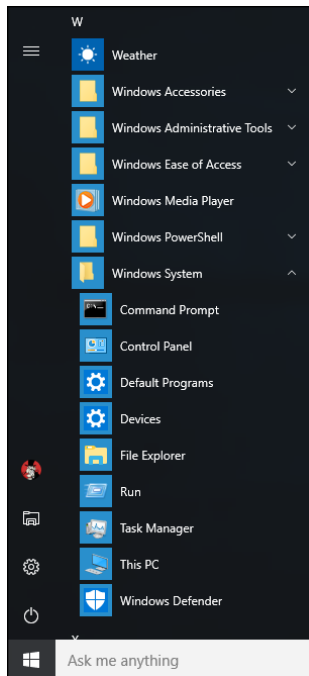 W
Weather
Windows Accessories
Windows Administrative Tools
Windows Ease of Access
Windows Media Player
Windows PowerShell
Windows System
Command Prompt
Control Panel
Default Programs
Devices
File Explorer
Run
Task Manager
This PC
Windows Defender
Ask me anything